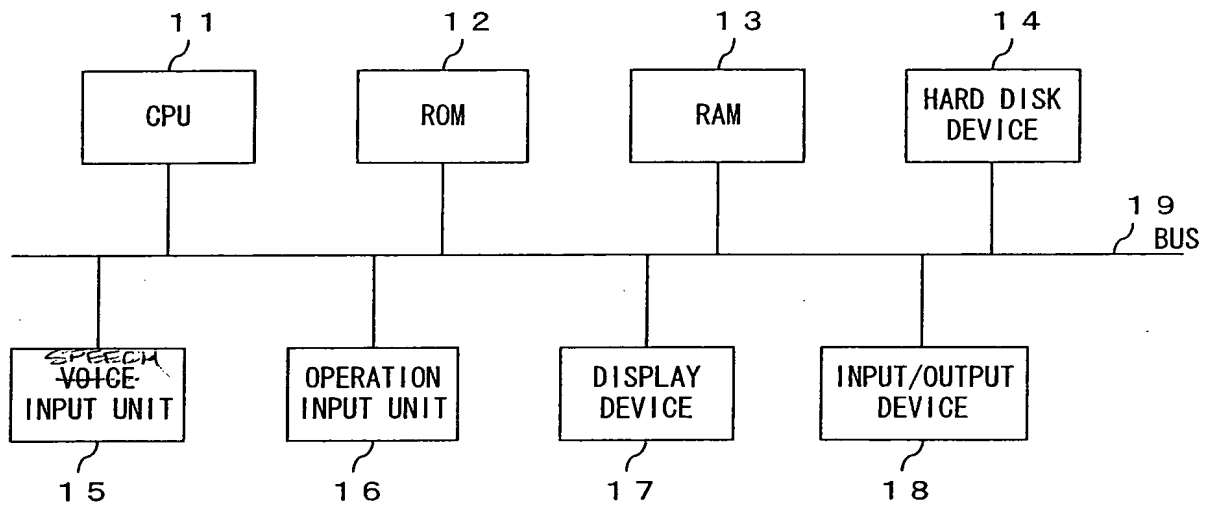 11
12
13
14
CPU
ROM
RAM
HARD DISK
DEVICE
19
BUS
SPEECH
VOICE
INPUT UNIT
OPERATION
INPUT UNIT
DISPLAY
DEVICE
INPUT/OUTPUT
DEVICE
15
16
17
18